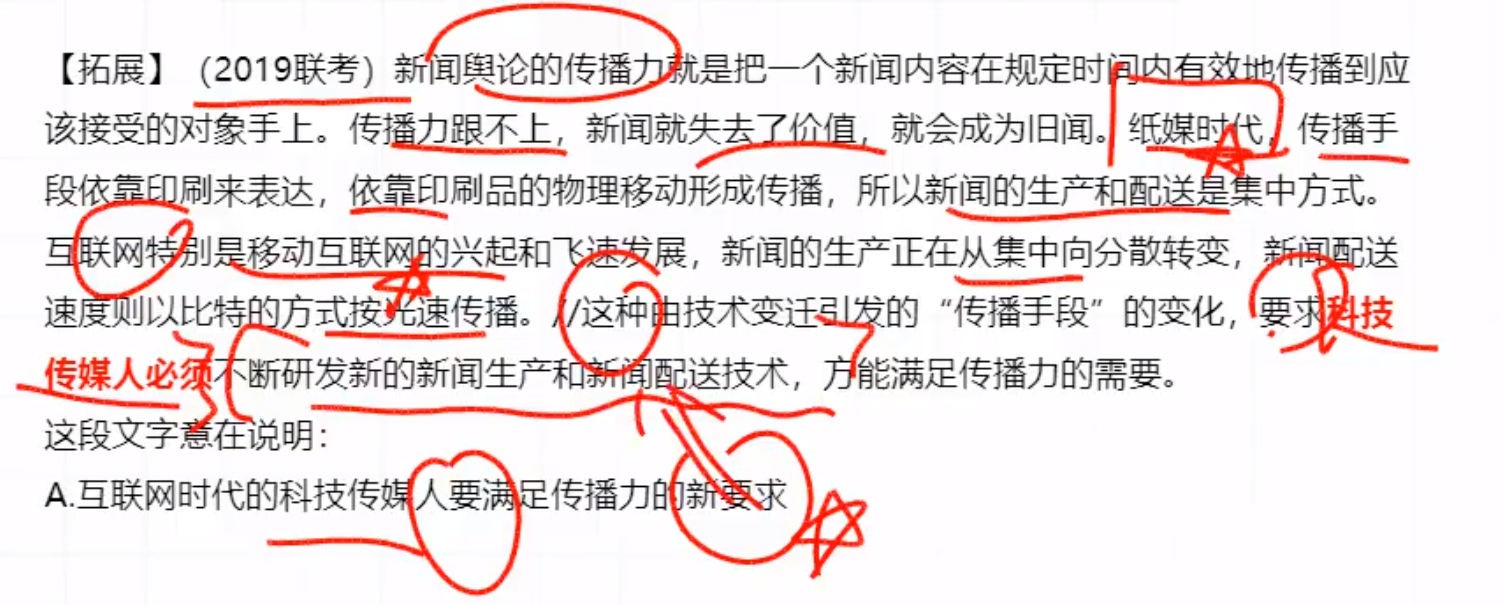 【拓展】（2019联考）新闻舆论的传播力就是把一个新闻内容在规定时间内有效地传播到应
该接受的对象手上。传播力跟不上，新闻就失去了价值，就会成为旧闻。纸媒时代，传播手
段依靠印刷来表达，依靠印刷品的物理移动形成传播，所以新闻的生产和配送是集中方式。
互联网特别是移动互联网的兴起和飞速发展，新闻的生产正在从集中向分散转变，新闻配送
速度则以比特的方式按光速传播。//这种由技术变迁引发的“传播手段”的变化，要求科技
传媒人必须不断研发新的新闻生产和新闻配送技术，方能满足传播力的需要。
这段文字意在说明：
A.互联网时代的科技传媒人要满足传播力的新要求